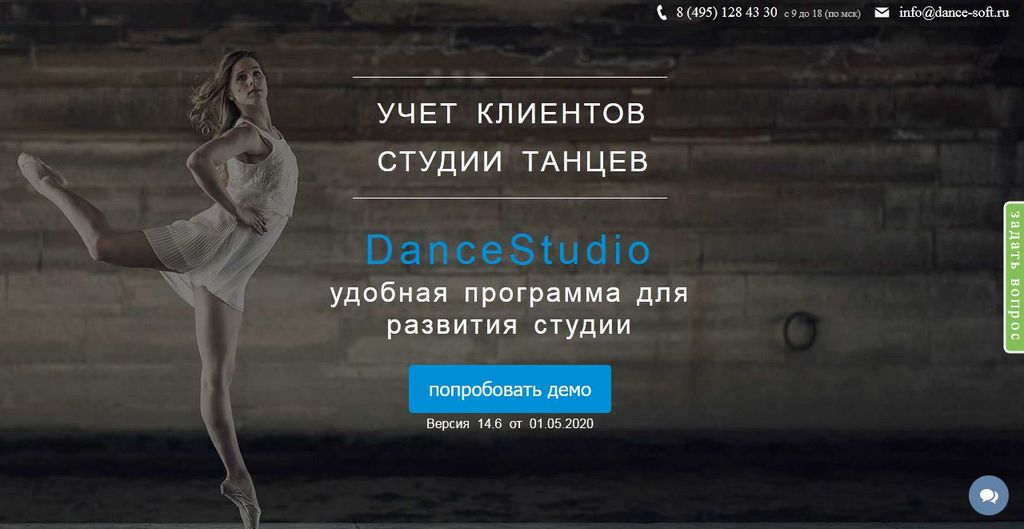 8 (495) 128 43 30 с 9 до 18 (по мск) info@dance-soft.ru
УЧЕТ КЛИЕНТОВ
СТУДИИ ТАНЦЕВ
DanceStudio
удобная программа для
развития студии
попробовать демо
Версия 14.6 от 01.05.2020
задать вопрос